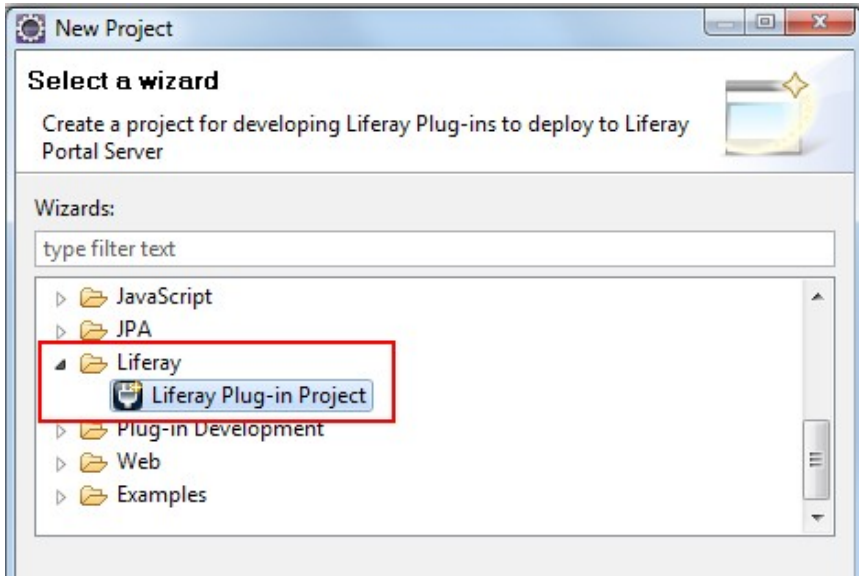 New Project
Select a wizard
Create a project for developing Liferay Plug-ins to deploy to Liferay
Portal Server
Wizards:
type filter text
JavaScript
JPA
Liferay
Liferay Plug-in Project
Plug-in Development
Web
Examples